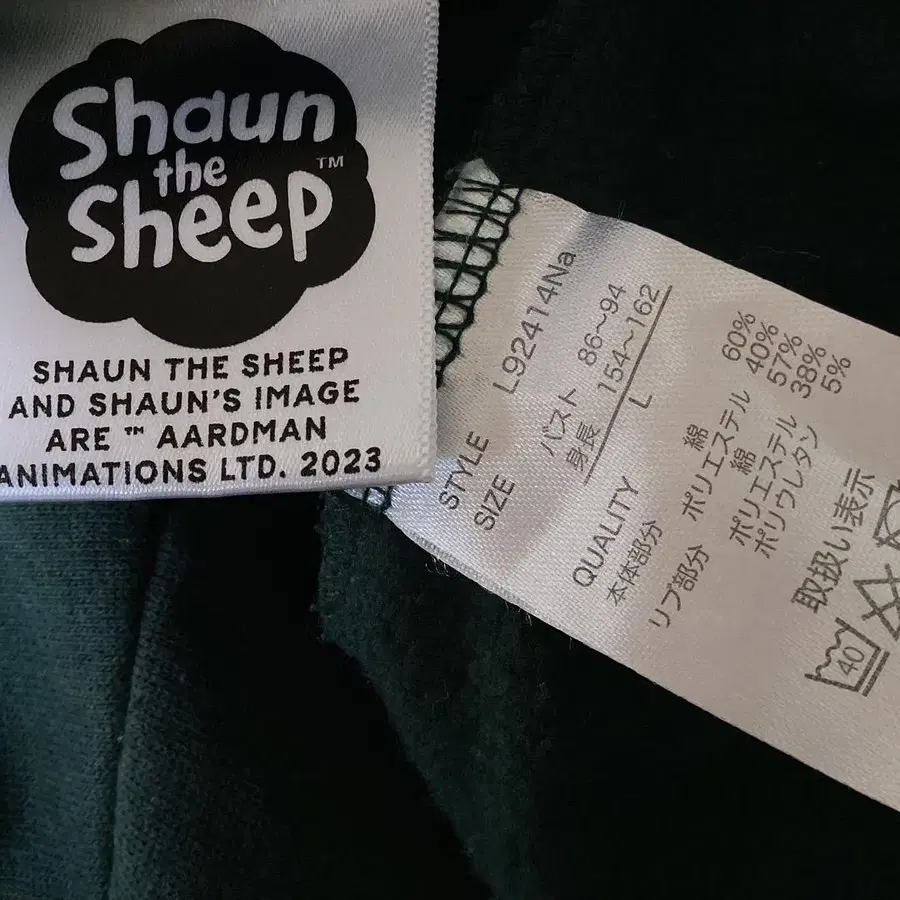 Shaun
the
Sheep™
SHAUN THE SHEEP
AND SHAUN'S IMAGE
ARE ™ AARDMAN
ANIMATIONS LTD. 2023
STYLE L92414Na
SIZE バスト 86～94
身長 154～162
L
QUALITY
本体部分 綿 60%
ポリエステル 40%
リブ部分 綿 57%
ポリエステル 38%
ポリウレタン 5%
取扱い表示
40